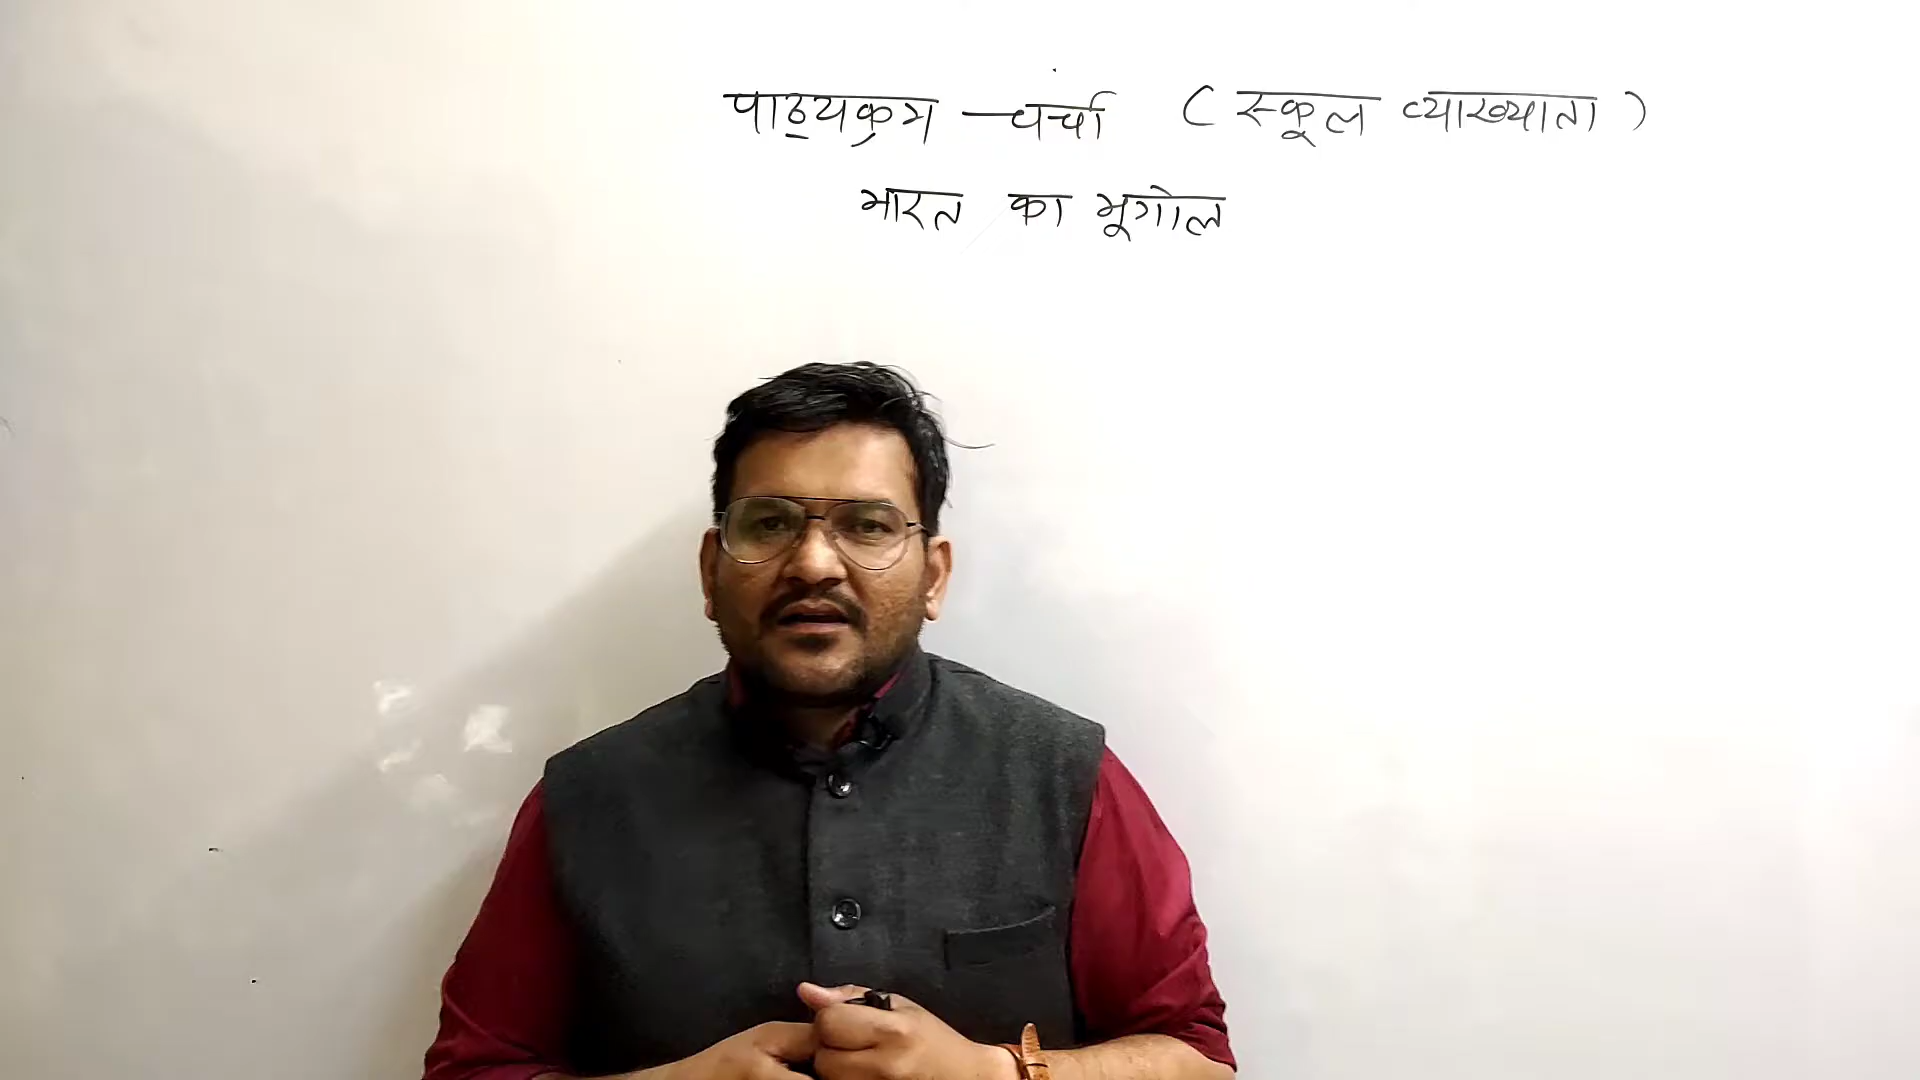 पाठ्यक्रम - चर्चा ( स्कूल व्याख्याता )
भारत का भूगोल